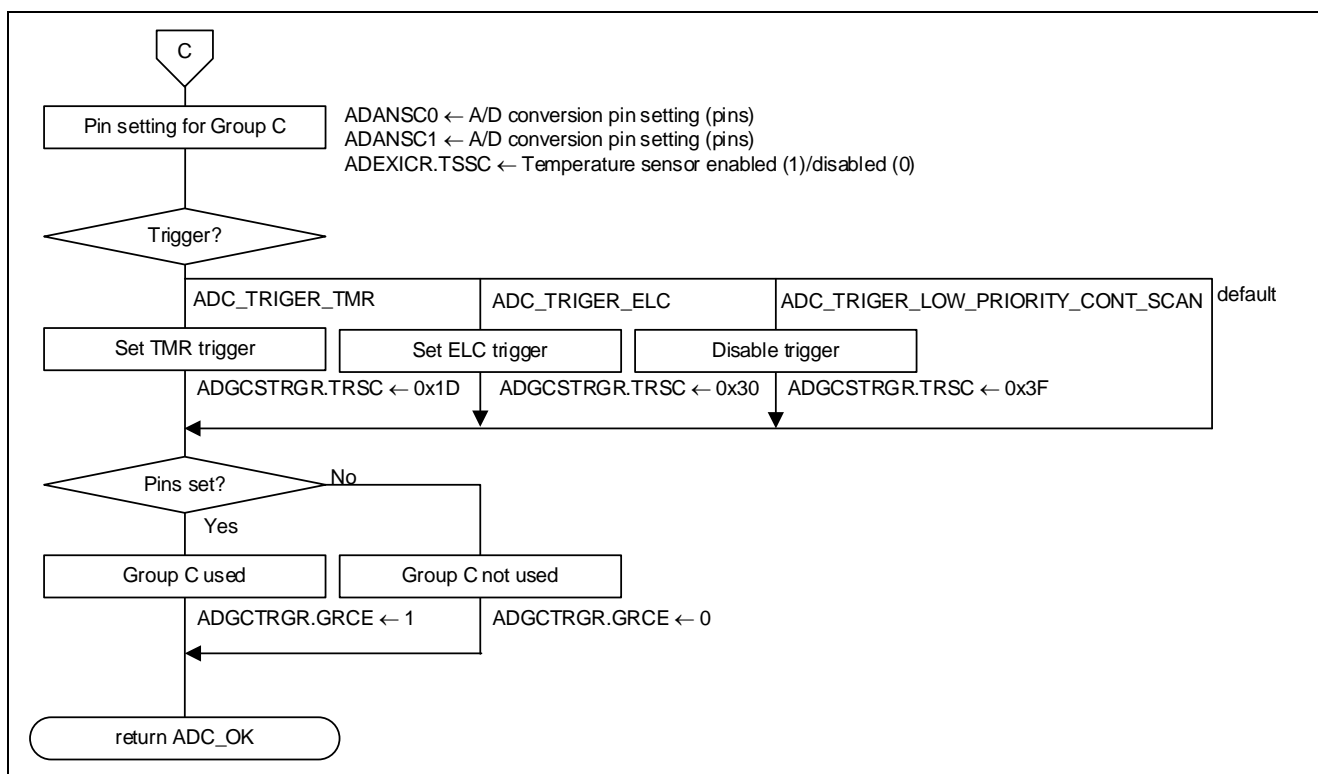 C
Pin setting for Group C
ADANSC0 ← A/D conversion pin setting (pins)
ADANSC1 ← A/D conversion pin setting (pins)
ADEXICR.TSSC ← Temperature sensor enabled (1)/disabled (0)
Trigger?
ADC_TRIGER_TMR
ADC_TRIGER_ELC
ADC_TRIGER_LOW_PRIORITY_CONT_SCAN
default
Set TMR trigger
Set ELC trigger
Disable trigger
ADGCSTRGR.TRSC ← 0x1D
ADGCSTRGR.TRSC ← 0x30
ADGCSTRGR.TRSC ← 0x3F
Pins set?
No
Yes
Group C used
Group C not used
ADGCTRGR.GRCE ← 1
ADGCTRGR.GRCE ← 0
return ADC_OK